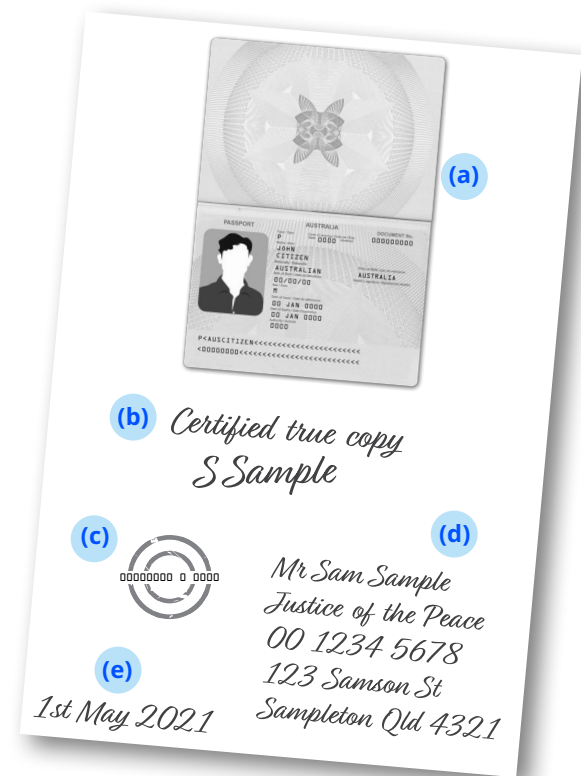 (a)
PASSPORT
AUSTRALIA
DOCUMENT No.
P
0000
000000000
JOHN
CITIZEN
AUSTRALIAN
AUSTRALIA
00/00/00
M
00 JAN 0000
00 JAN 0000
0000
P<AUSCITIZEN<<<<<<<<<<<<<<<<<<<<<
<00000000<<<<<<<<<<<<<<<<<<<<<<<<
(b)
Certified true copy
S Sample
(c)
(d)
00000000 0 0000
Mr Sam Sample
Justice of the Peace
00 1234 5678
123 Samson St
Sampleton Qld 4321
(e)
1st May 2021